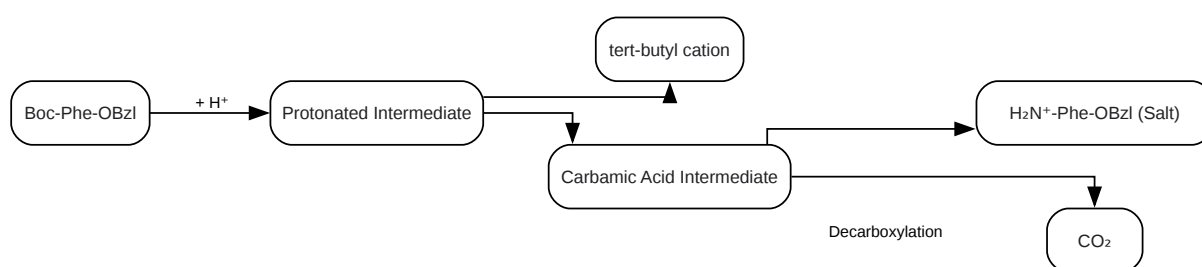 tert-butyl cation
Boc-Phe-OBzl
+ H⁺
Protonated Intermediate
H₂N⁺-Phe-OBzl (Salt)
Carbamic Acid Intermediate
Decarboxylation
CO₂